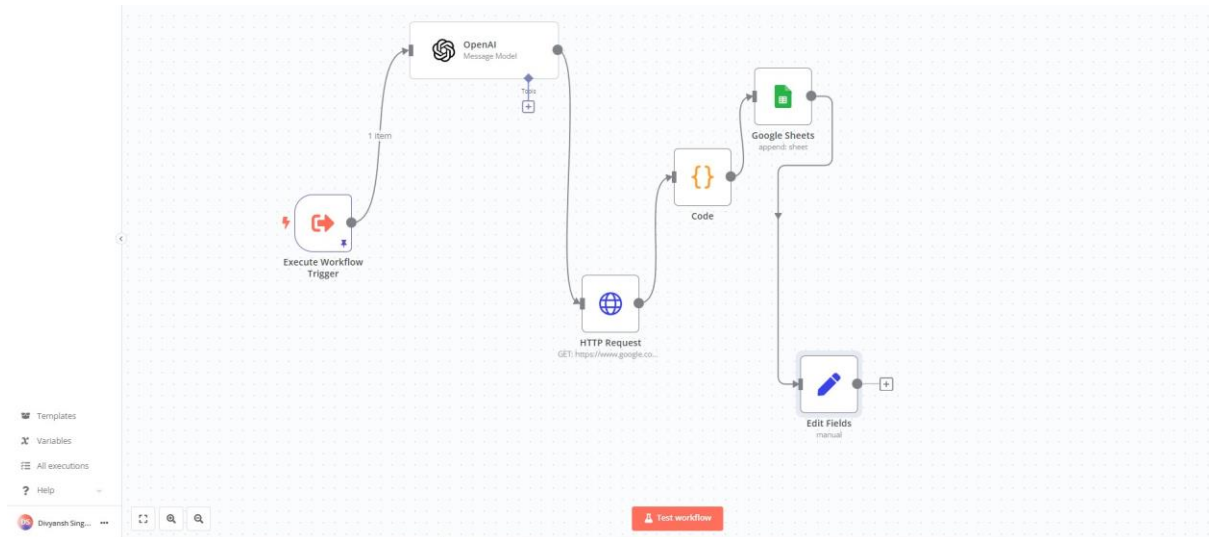 OpenAI
Message Model
Tools
1 item
Google Sheets
append: sheet
Code
Execute Workflow
Trigger
HTTP Request
GET: https://www.google.co...
Edit Fields
manual
Templates
Variables
All executions
? Help
DS Divyansh Sing... •••
Test workflow